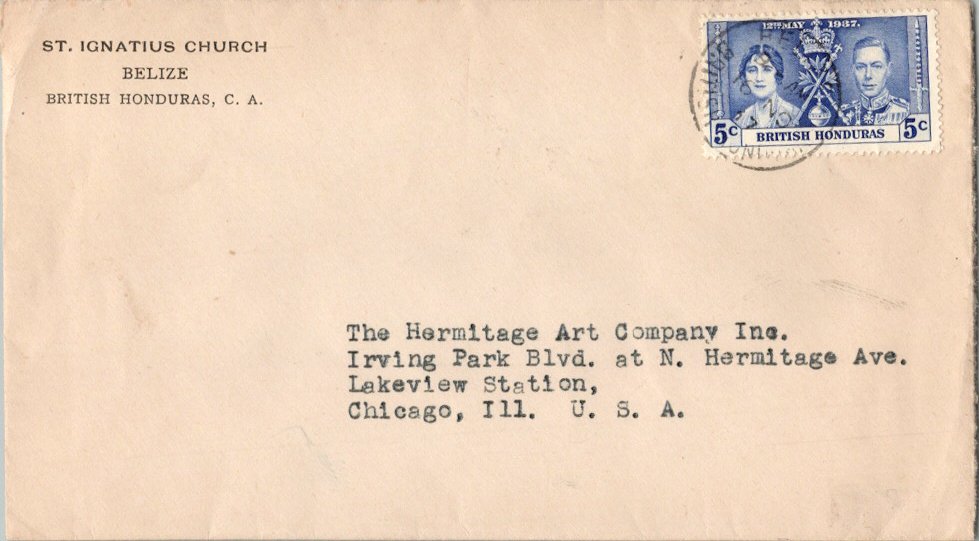 ST. IGNATIUS CHURCH
BELIZE
BRITISH HONDURAS, C. A.
12TH MAY 1937.
5c BRITISH HONDURAS 5c
The Hermitage Art Company Inc.
Irving Park Blvd. at N. Hermitage Ave.
Lakeview Station,
Chicago, Ill. U. S. A.